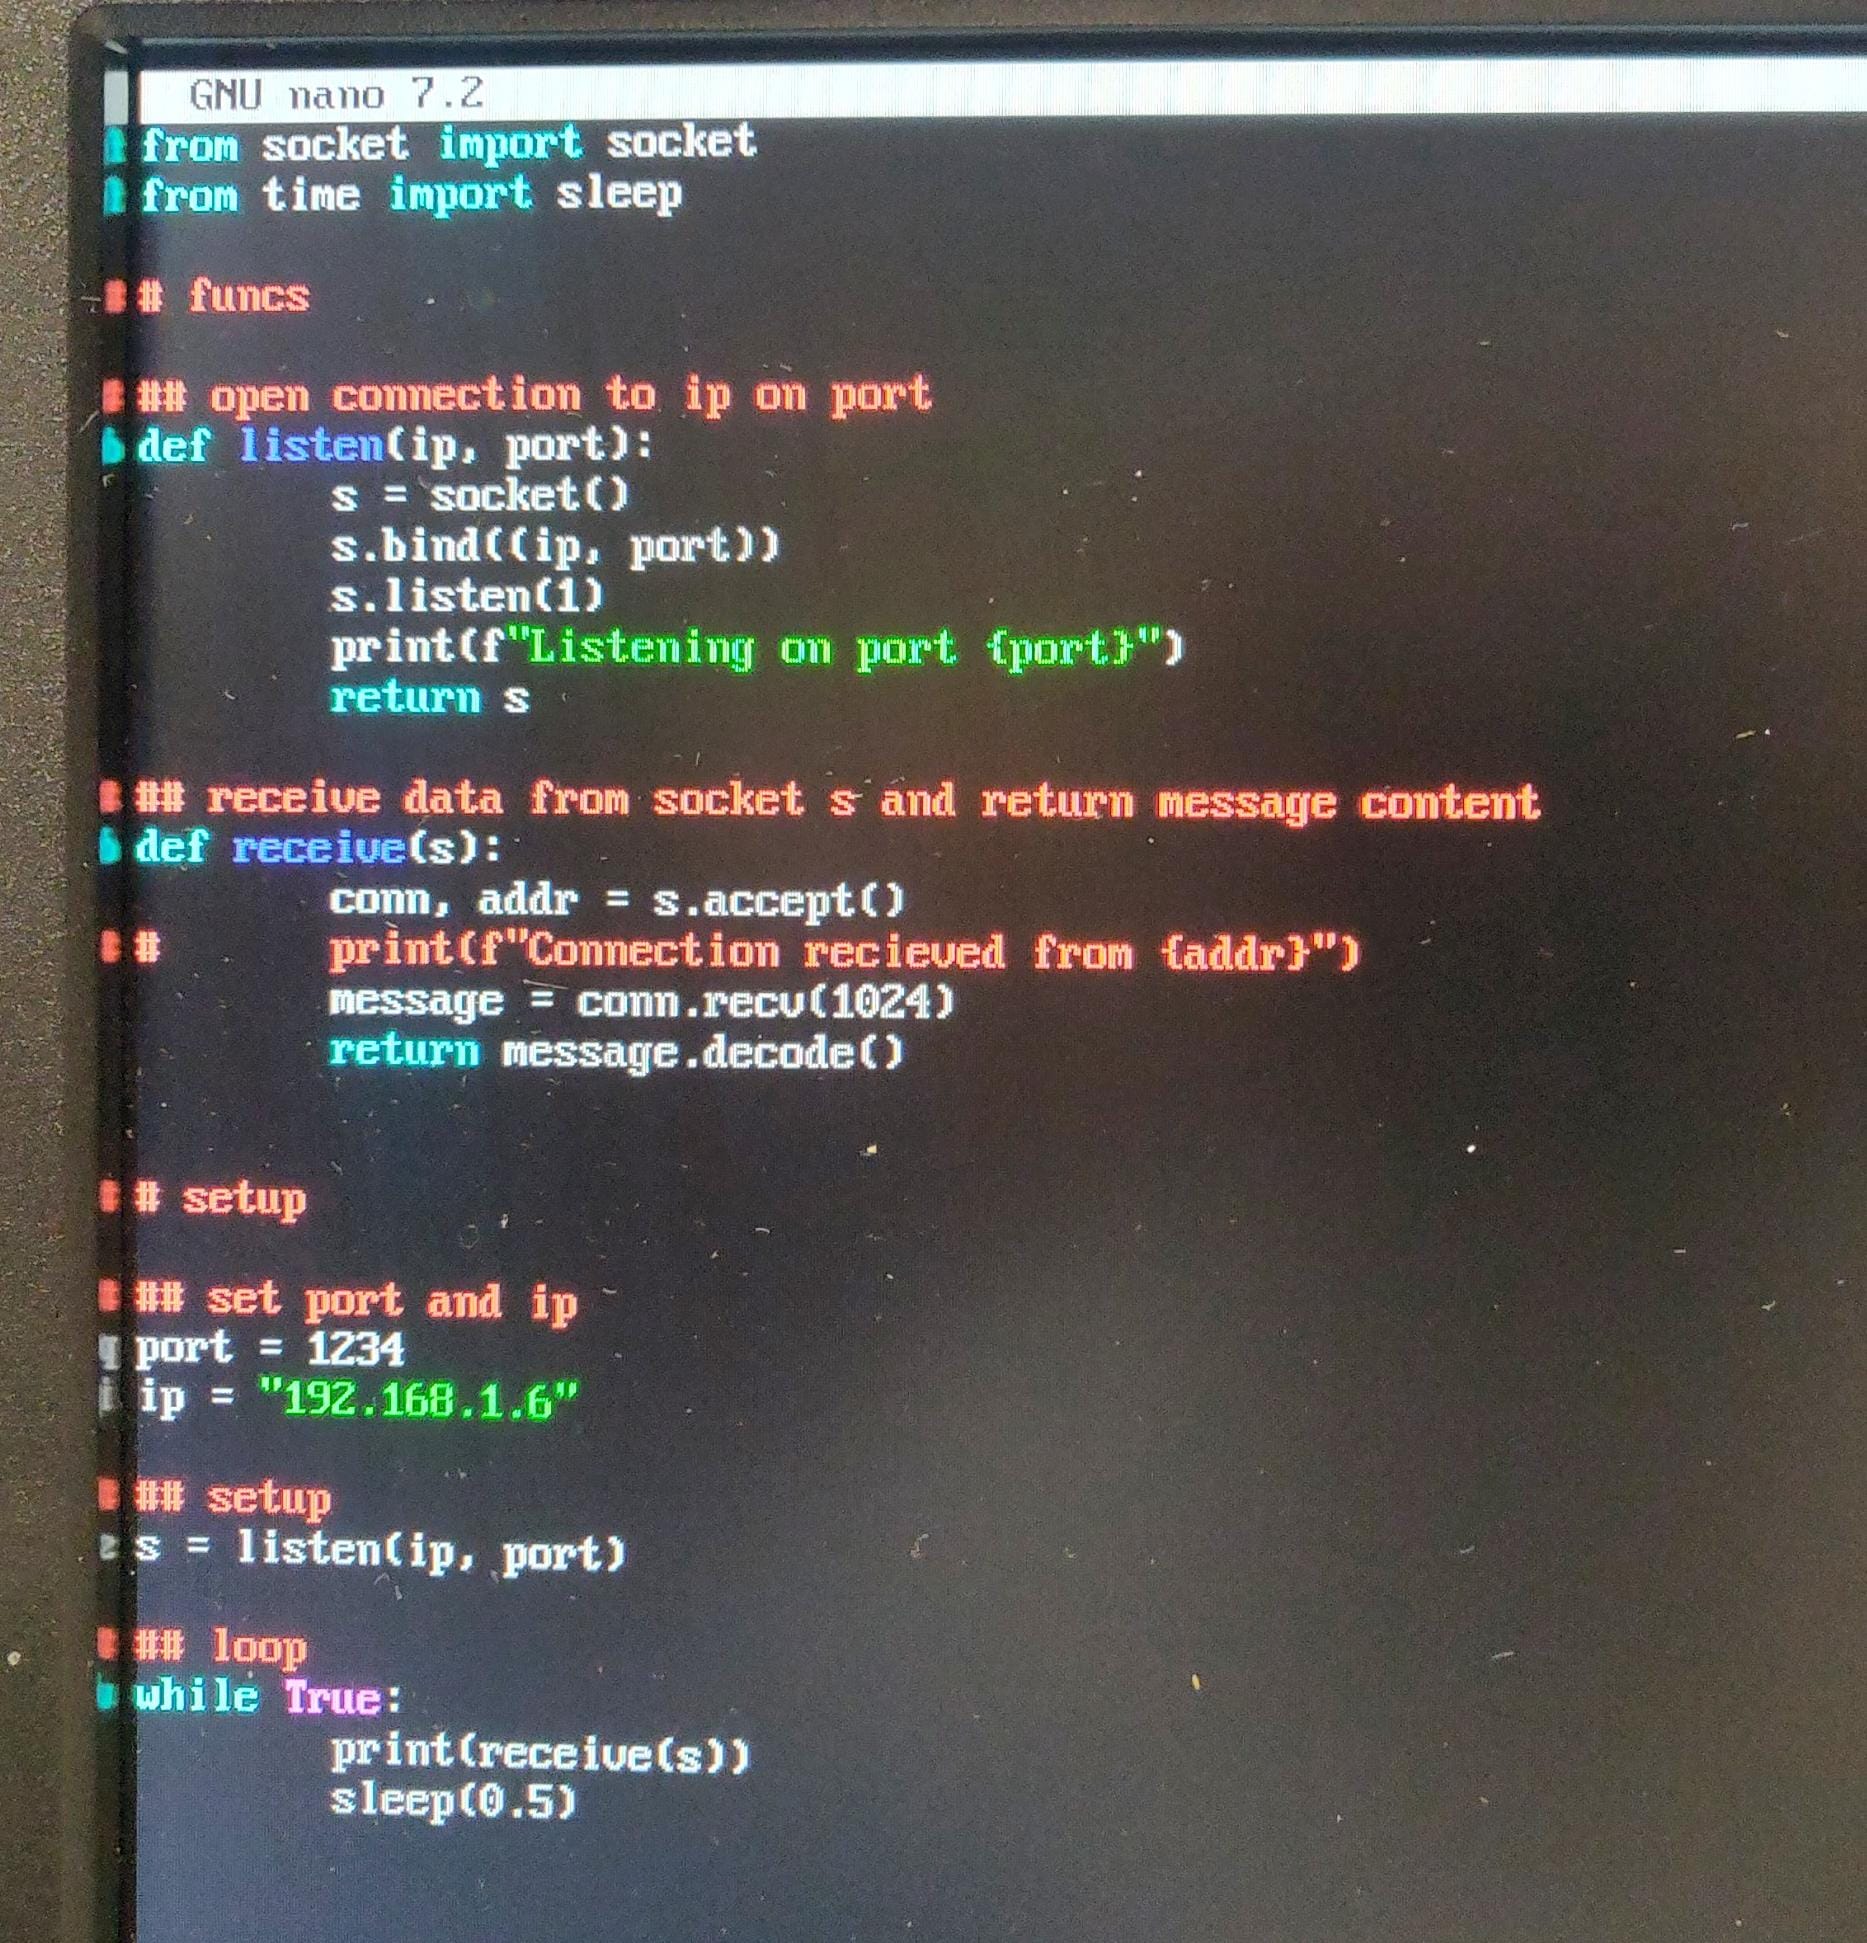 GNU nano 7.2
from socket import socket
from time import sleep
# funcs
## open connection to ip on port
def listen(ip, port):
s = socket()
s.bind((ip, port))
s.listen(1)
print(f"Listening on port {port}")
return s
## receive data from socket s and return message content
def receive(s):
conn, addr = s.accept()
# print(f"Connection recieved from {addr}")
message = conn.recv(1024)
return message.decode()
# setup
## set port and ip
port = 1234
ip = "192.168.1.6"
## setup
s = listen(ip, port)
## loop
while True:
print(receive(s))
sleep(0.5)